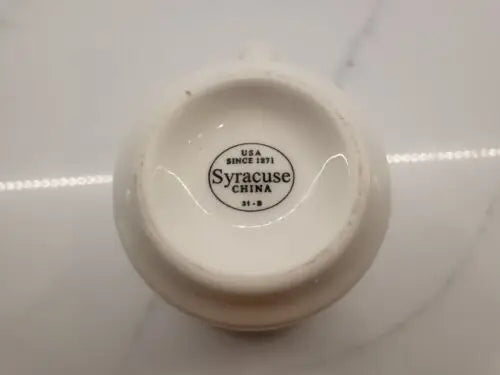 USA
SINCE 1871
Syracuse
CHINA
31-B